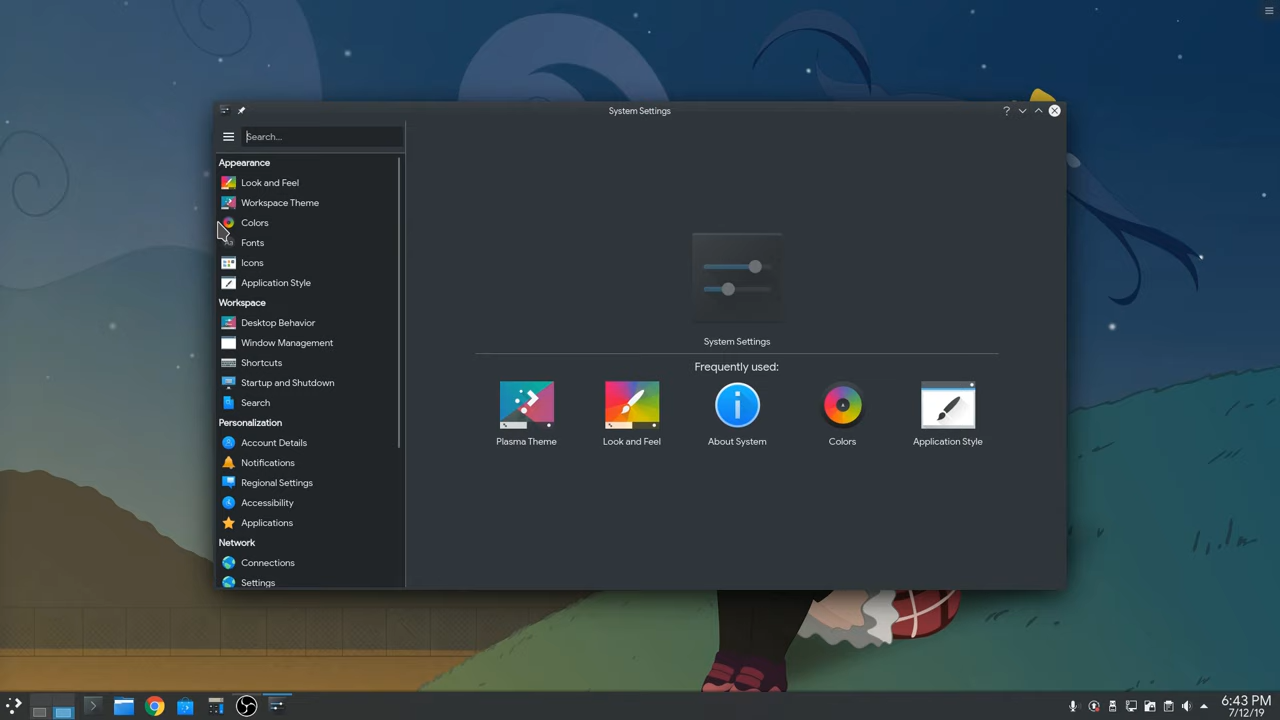 System Settings
?
Search...
Appearance
Look and Feel
Workspace Theme
Colors
Fonts
Icons
Application Style
Workspace
Desktop Behavior
Window Management
Shortcuts
Startup and Shutdown
Search
Personalization
Account Details
Notifications
Regional Settings
Accessibility
Applications
Network
Connections
Settings
System Settings
Frequently used:
Plasma Theme
Look and Feel
About System
Colors
Application Style
6:43 PM
7/12/19